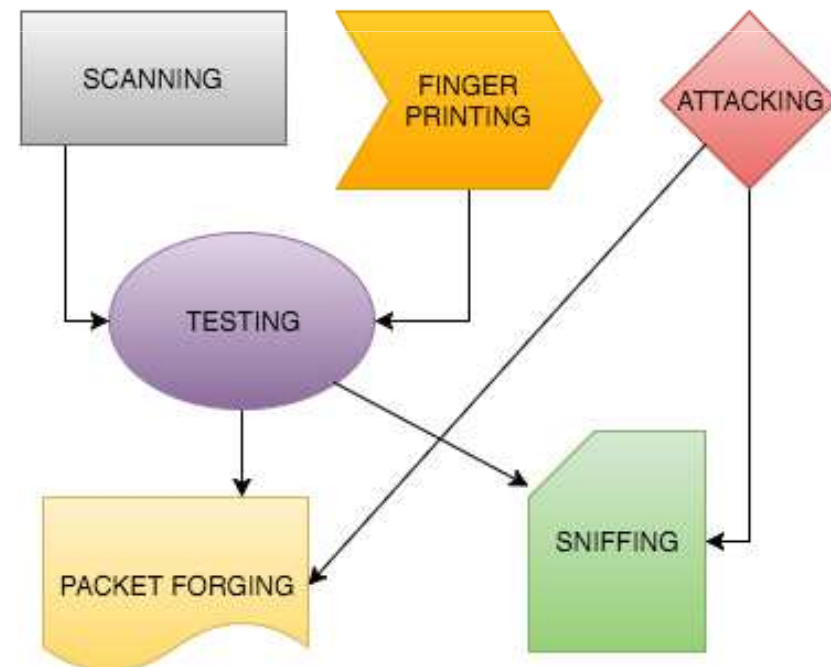 SCANNING
FINGER
PRINTING
ATTACKING
TESTING
PACKET FORGING
SNIFFING